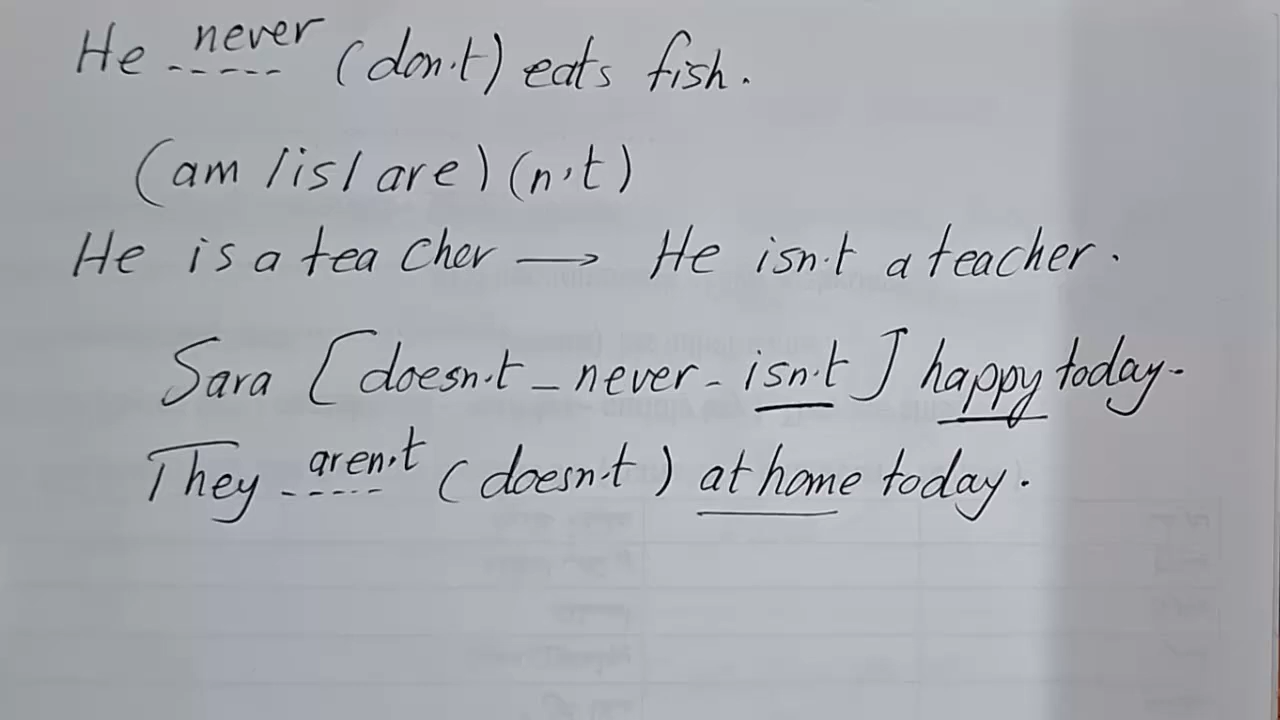 He never ----- (don't) eats fish.
(am / is / are) (n't)
He is a teacher → He isn't a teacher.
Sara [doesn't - never - isn't] happy today.
They aren't ----- (doesn't) at home today.